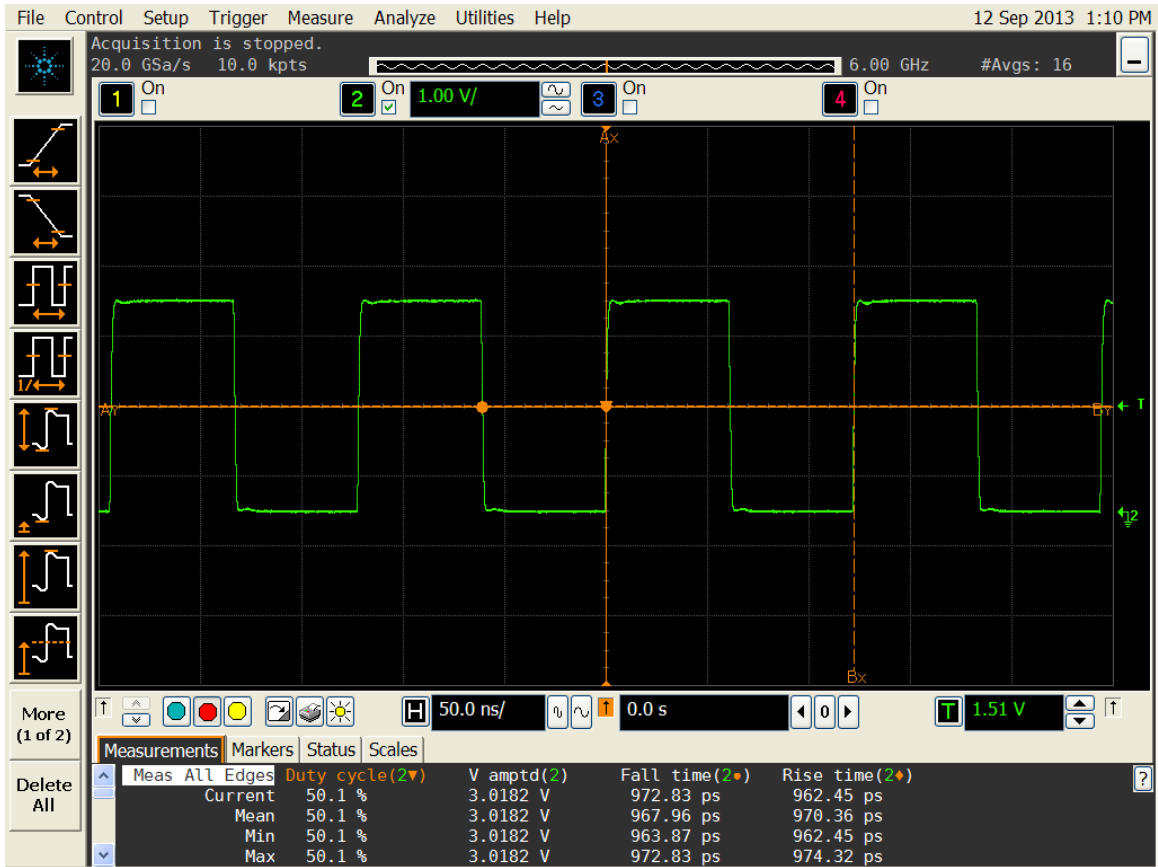 File Control Setup Trigger Measure Analyze Utilities Help 12 Sep 2013 1:10 PM
Acquisition is stopped.
20.0 GSa/s 10.0 kpts 6.00 GHz #Avgs: 16
1 On 2 On 1.00 V/ 3 On 4 On
Ax
AY BY T
1/
2
Bx
More
(1 of 2)
Delete
All
H 50.0 ns/ 0.0 s 0 T 1.51 V
Measurements Markers Status Scales
Meas All Edges Duty cycle(2▼) V amptd(2) Fall time(2●) Rise time(2♦) ?
Current 50.1 % 3.0182 V 972.83 ps 962.45 ps
Mean 50.1 % 3.0182 V 967.96 ps 970.36 ps
Min 50.1 % 3.0182 V 963.87 ps 962.45 ps
Max 50.1 % 3.0182 V 972.83 ps 974.32 ps